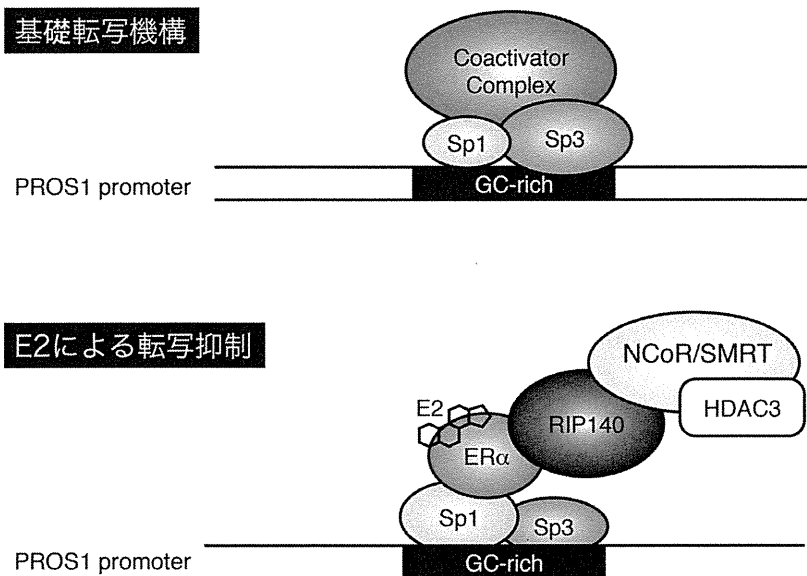 基礎転写機構
Coactivator
Complex
Sp1
Sp3
PROS1 promoter
GC-rich
E2による転写抑制
NCoR/SMRT
HDAC3
E2
RIP140
ERα
Sp1
Sp3
PROS1 promoter
GC-rich